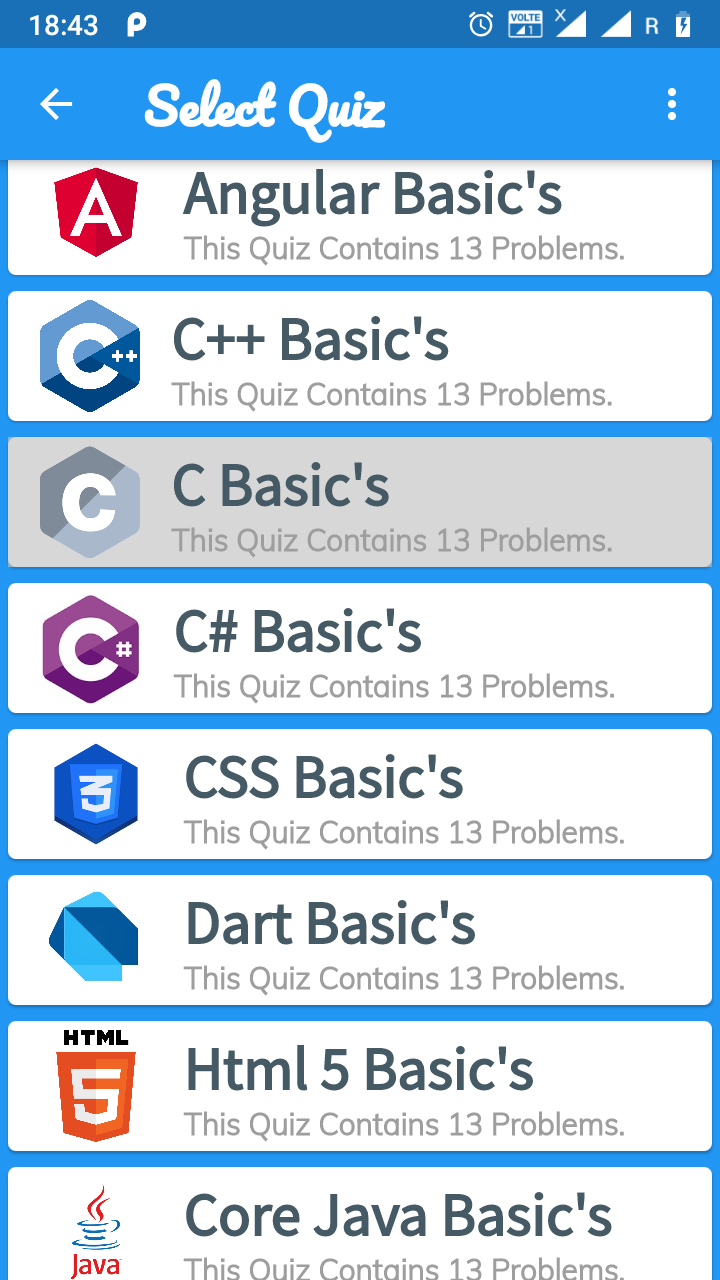 18:43
VOLTE
1
X
R
Select Quiz
Angular Basic's
This Quiz Contains 13 Problems.
C++ Basic's
This Quiz Contains 13 Problems.
C Basic's
This Quiz Contains 13 Problems.
C# Basic's
This Quiz Contains 13 Problems.
CSS Basic's
This Quiz Contains 13 Problems.
Dart Basic's
This Quiz Contains 13 Problems.
HTML
5
Html 5 Basic's
This Quiz Contains 13 Problems.
Java
Core Java Basic's
This Quiz Contains 13 Problems.